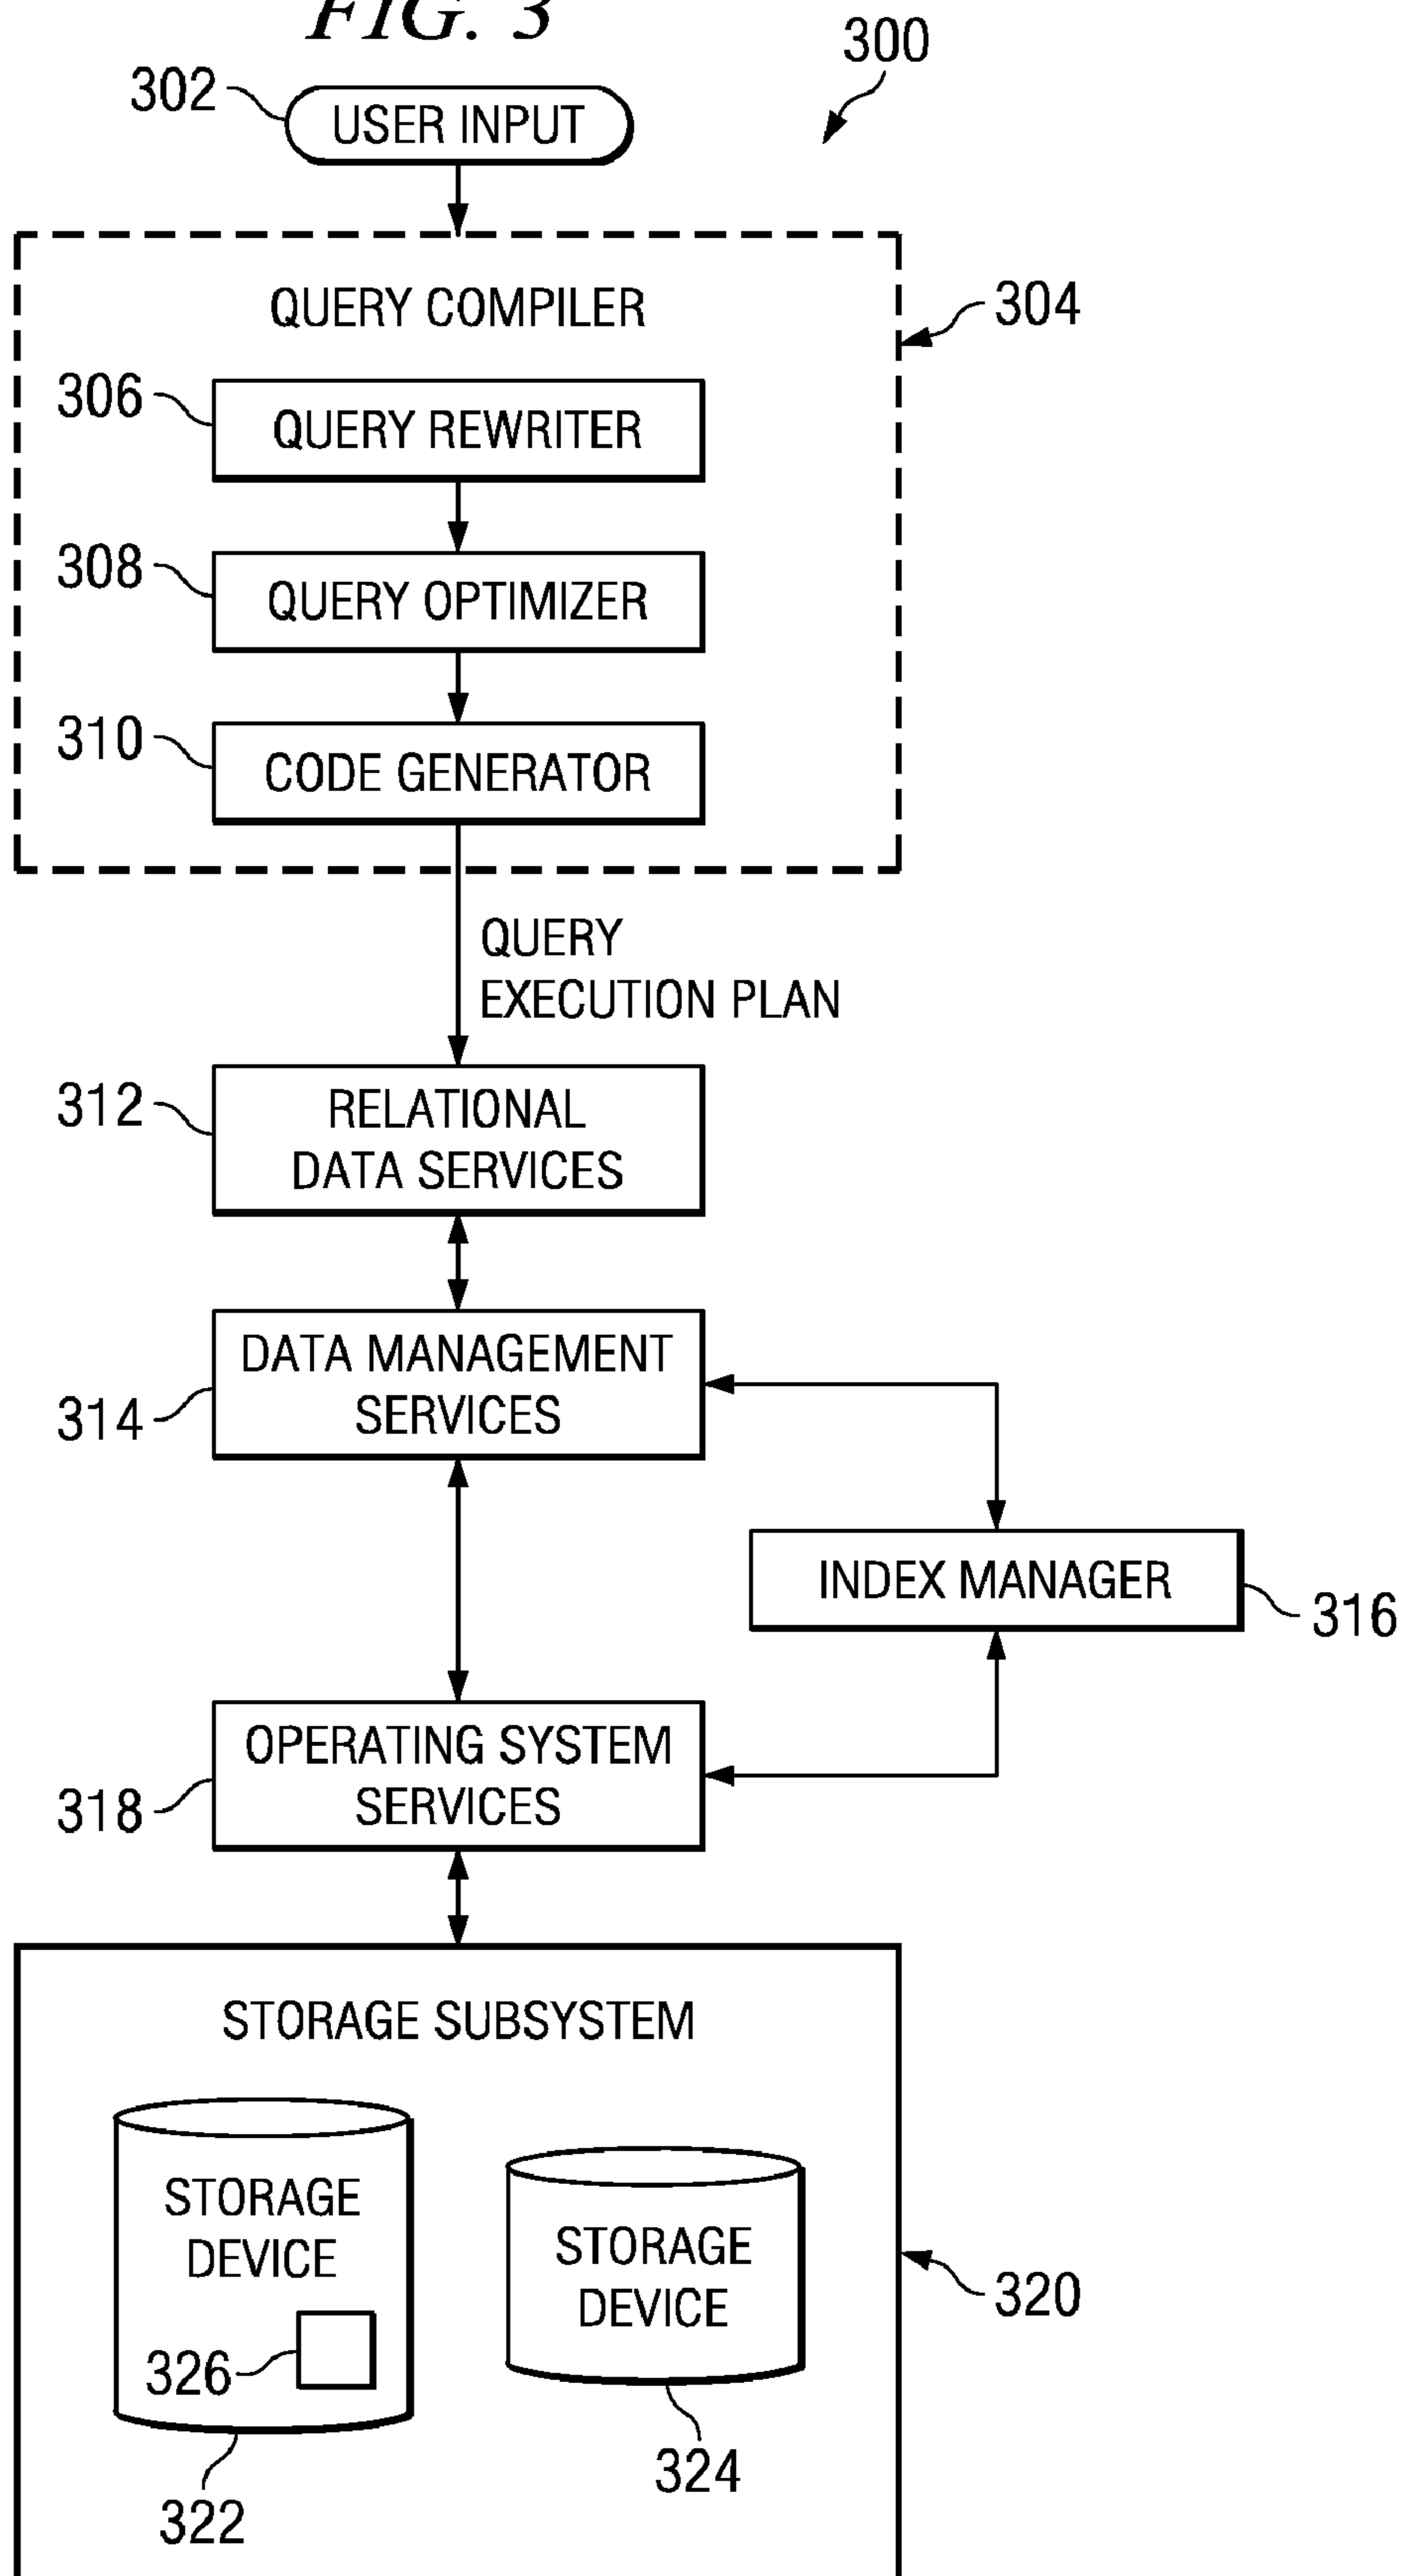 FIG. 3
300
302
USER INPUT
QUERY COMPILER
304
306
QUERY REWRITER
308
QUERY OPTIMIZER
310
CODE GENERATOR
QUERY
EXECUTION PLAN
312
RELATIONAL
DATA SERVICES
314
DATA MANAGEMENT
SERVICES
INDEX MANAGER
316
318
OPERATING SYSTEM
SERVICES
STORAGE SUBSYSTEM
STORAGE
DEVICE
STORAGE
DEVICE
320
326
324
322